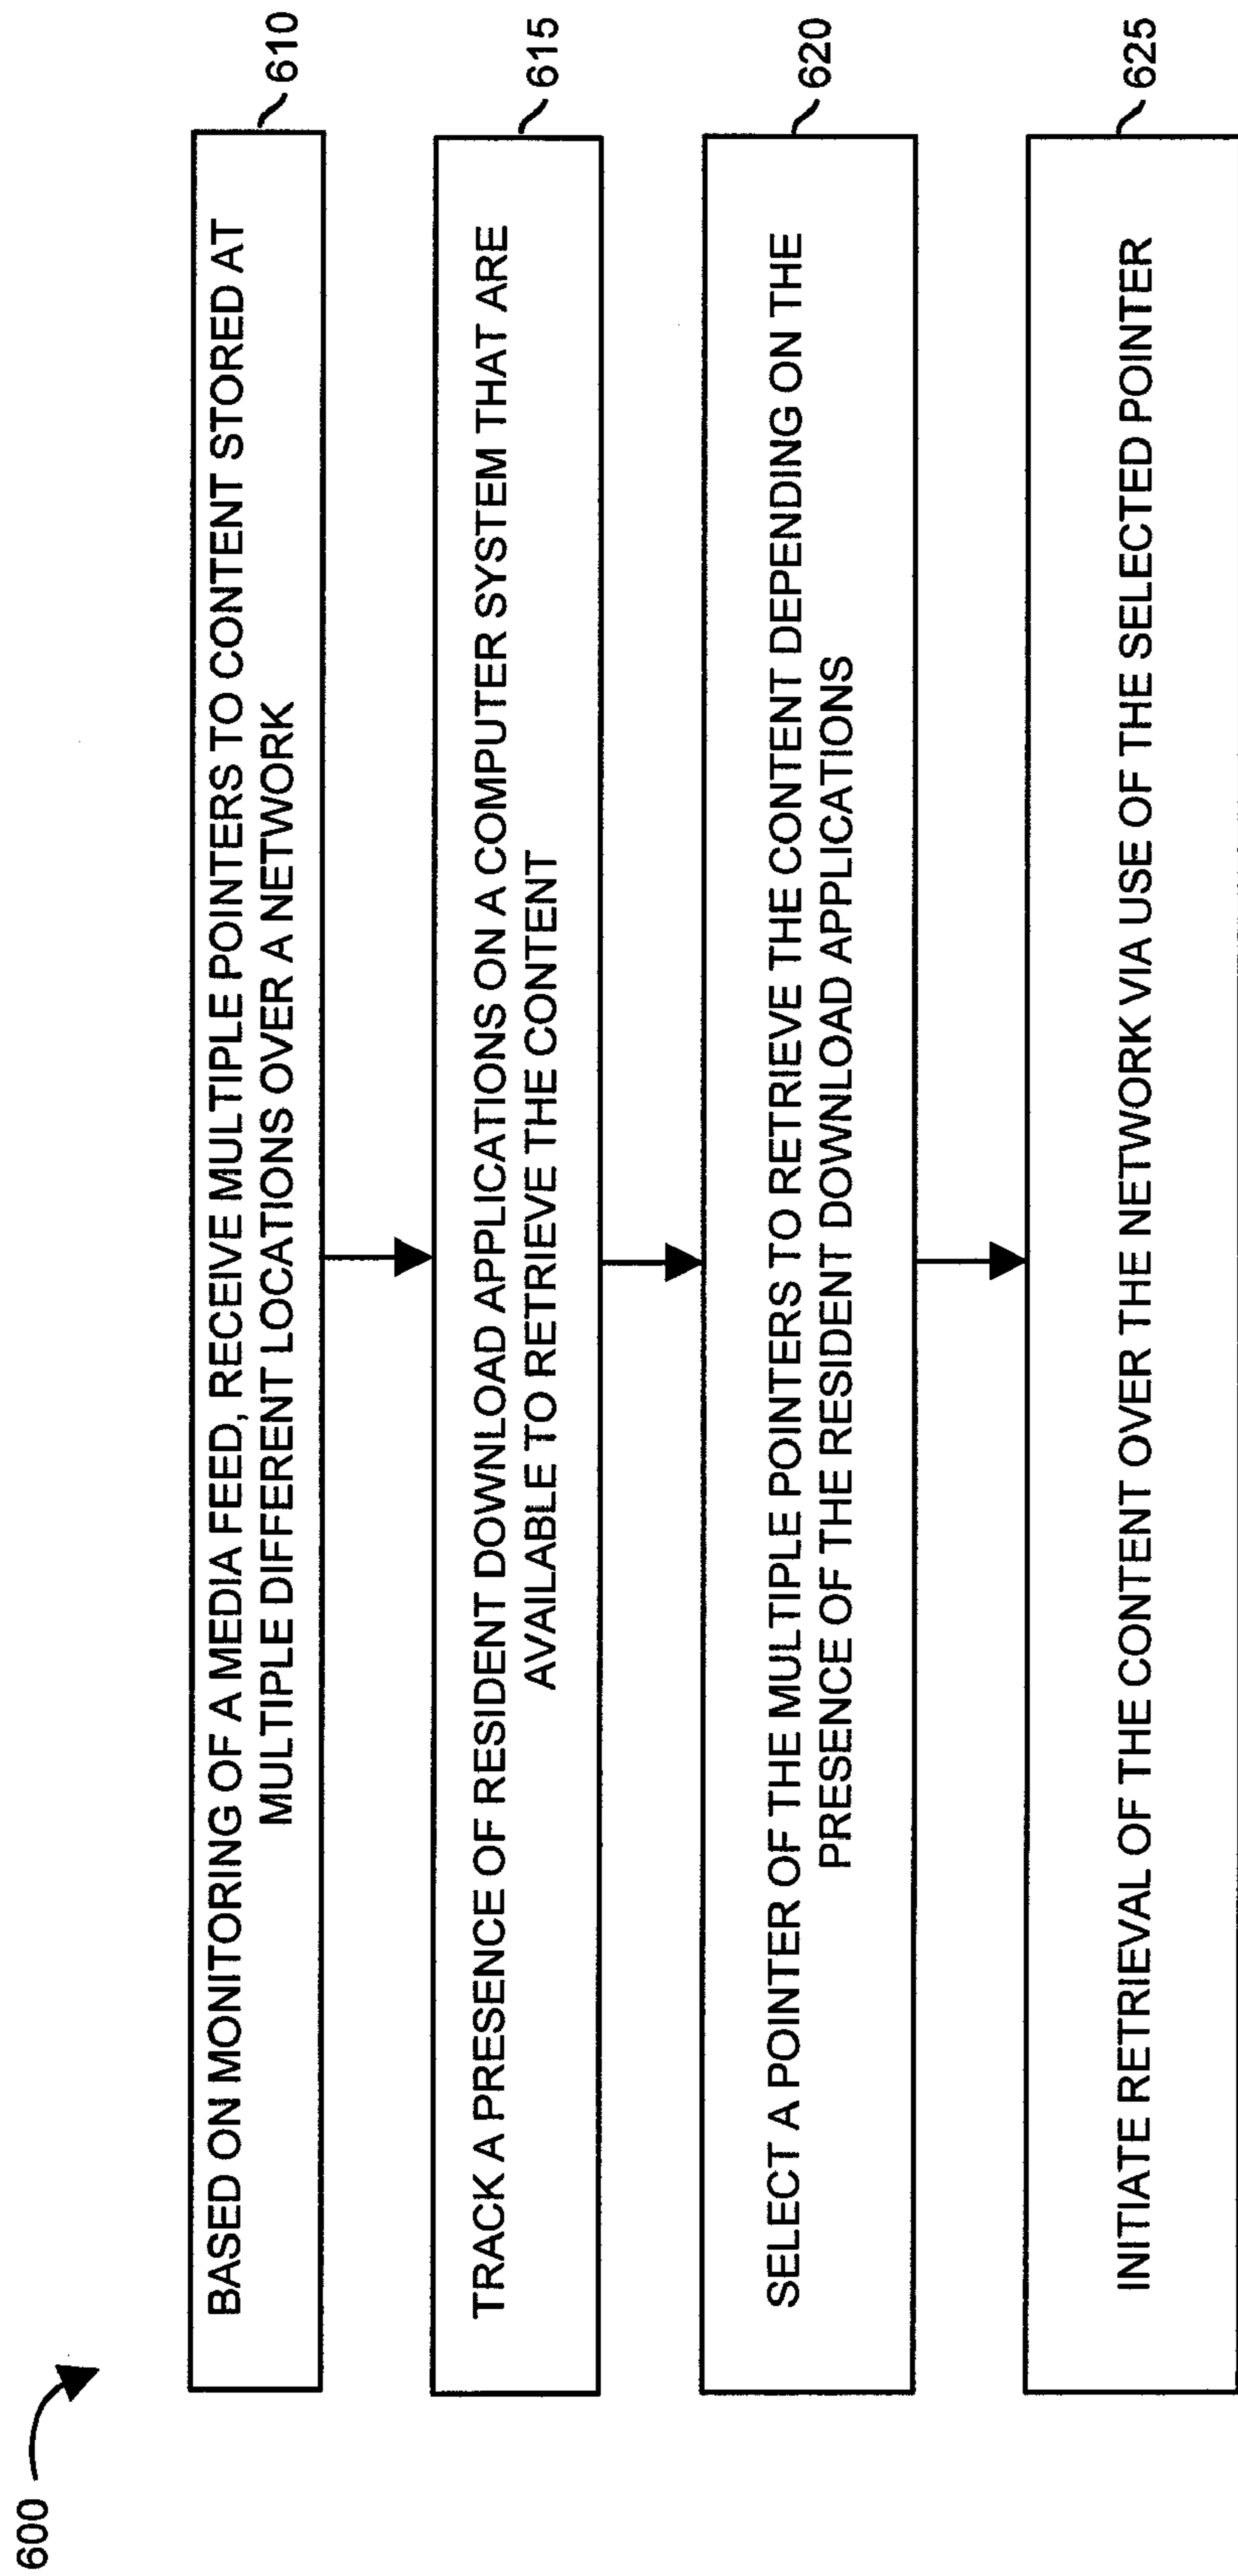 600
BASED ON MONITORING OF A MEDIA FEED, RECEIVE MULTIPLE POINTERS TO CONTENT STORED AT
MULTIPLE DIFFERENT LOCATIONS OVER A NETWORK
610
TRACK A PRESENCE OF RESIDENT DOWNLOAD APPLICATIONS ON A COMPUTER SYSTEM THAT ARE
AVAILABLE TO RETRIEVE THE CONTENT
615
SELECT A POINTER OF THE MULTIPLE POINTERS TO RETRIEVE THE CONTENT DEPENDING ON THE
PRESENCE OF THE RESIDENT DOWNLOAD APPLICATIONS
620
INITIATE RETRIEVAL OF THE CONTENT OVER THE NETWORK VIA USE OF THE SELECTED POINTER
625